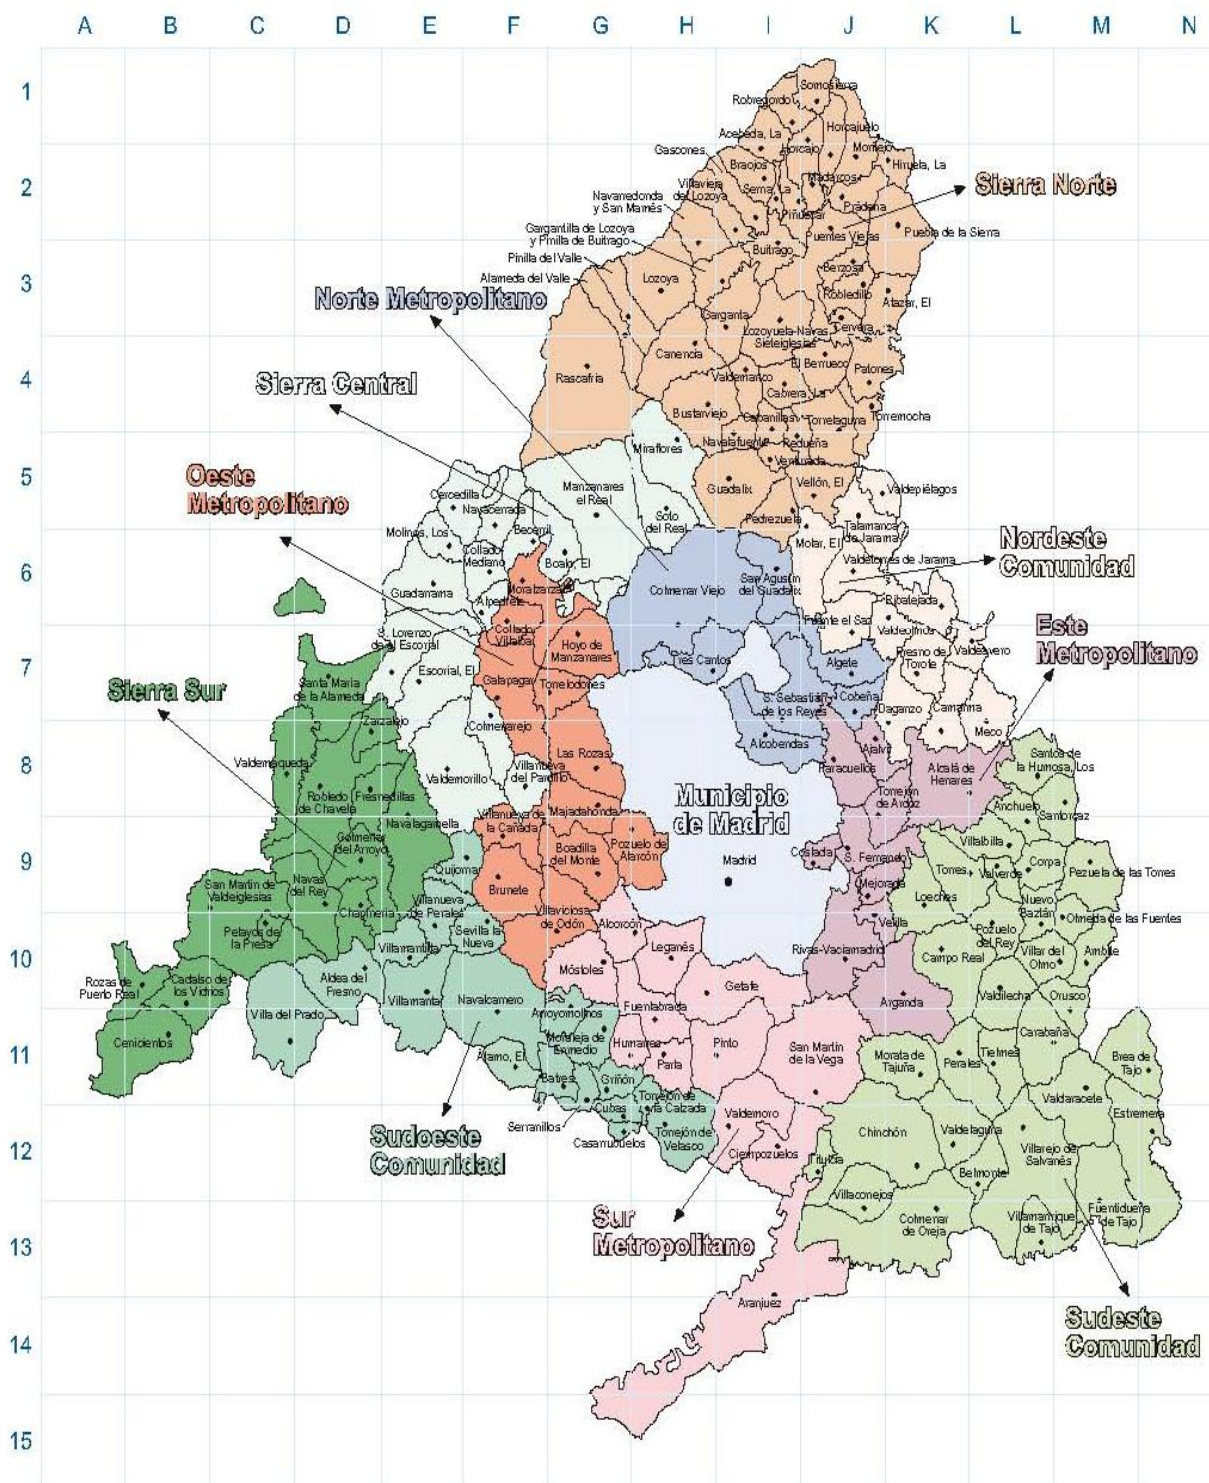 A B C D E F G H I J K L M N
1
Somosierra
Robregordo
Acebeda, La
Horcajuelo
Horcajo
Montejo
Gascones
Braojos
Hiruela, La
2
Villavieja
de Lozoya
Serna, La
Madarcos
Sierra Norte
Navarredonda
y San Mamés
Piñuecar
Prádena
Gargantilla de Lozoya
y Pinilla de Buitrago
Puentes Viejas
Puebla de la Sierra
Buitrago
Pinilla del Valle
Berzosa
3
Alameda del Valle
Lozoya
Robledillo
Atazar, El
Norte Metropolitano
Garganta
Lozoyuela-Navas
Sieteiglesias
Cervera
Canencia
El Berrueco
4
Rascafría
Valdemanco
Patones
Sierra Central
Cabrera, La
Bustarviejo
Cabanillas
Torrelaguna
Torremocha
Miraflores
Navalafuente
Redueña
Venturada
5
Oeste
Metropolitano
Cercedilla
Navacerrada
Manzanares
el Real
Guadalix
Vellón, El
Valdepiélagos
Soto
del Real
Pedrezuela
Molinos, Los
Becerril
Molar, El
Talamanca
de Jarama
Nordeste
Comunidad
Collado
Mediano
Boalo, El
Valdetorres de Jarama
6
Guadarrama
Moralzarzal
Colmenar Viejo
San Agustín
del Guadalix
Alpedrete
Ribatejada
Fuente el Saz
Este
Metropolitano
S. Lorenzo
de el Escorial
Collado
Villalba
Hoyo de
Manzanares
Valdeolmos
Valdeavero
7
Escorial, El
Tres Cantos
Algete
Fresno de
Torote
Sierra Sur
Santa María
de la Alameda
Galapagar
Torrelodones
S. Sebastián
de los Reyes
Cobeña
Daganzo
Camarma
Zarzalejo
Colmenarejo
Alcobendas
Meco
8
Valdemaqueda
Valdemorillo
Villanueva
del Pardillo
Las Rozas
Paracuellos
Ajalvir
Alcalá de
Henares
Santos de
la Humosa, Los
Robledo
de Chavela
Fresnedillas
Torrejón
de Ardoz
Municipio
de Madrid
Anchuelo
Santorcaz
Navalagamella
Villanueva de
la Cañada
Majadahonda
Colmenar
del Arroyo
Pozuelo de
Alarcón
Villalbilla
9
Quijorna
Boadilla
del Monte
Madrid
Coslada
S. Fernando
Torres
Valverde
Corpa
Pezuela de las Torres
San Martín de
Valdeiglesias
Navas
del Rey
Brunete
Mejorada
Loeches
Nuevo
Baztán
Chapinería
Villanueva
de Perales
Villaviciosa
de Odón
Alcorcón
Velilla
Olmeda de las Fuentes
Pelayos de
la Presa
Sevilla la
Nueva
Pozuelo
del Rey
Villamantilla
Leganés
Rivas-Vaciamadrid
Campo Real
Villar del
Olmo
Ambite
10
Rozas de
Puerto Real
Cadalso de
los Vidrios
Aldea del
Fresno
Móstoles
Getafe
Villamanta
Navalcarnero
Arganda
Valdilecha
Orusco
Villa del Prado
Arroyomolinos
Fuenlabrada
Carabaña
11
Cenicientos
Moraleja de
Enmedio
Humanes
Pinto
San Martín
de la Vega
Morata de
Tajuña
Perales
Tielmes
Brea de
Tajo
Álamo, El
Parla
Batres
Griñón
Torrejón de
la Calzada
Valdaracete
Cubas
Valdemoro
Estremera
12
Serranillos
Casarrubuelos
Torrejón de
Velasco
Sudoeste
Comunidad
Chinchón
Valdelaguna
Ciempozuelos
Titulcia
Villarejo de
Salvanés
Belmonte
Villaconejos
13
Sur
Metropolitano
Colmenar
de Oreja
Villamanrique
de Tajo
Fuentidueña
de Tajo
Aranjuez
14
Sudeste
Comunidad
15